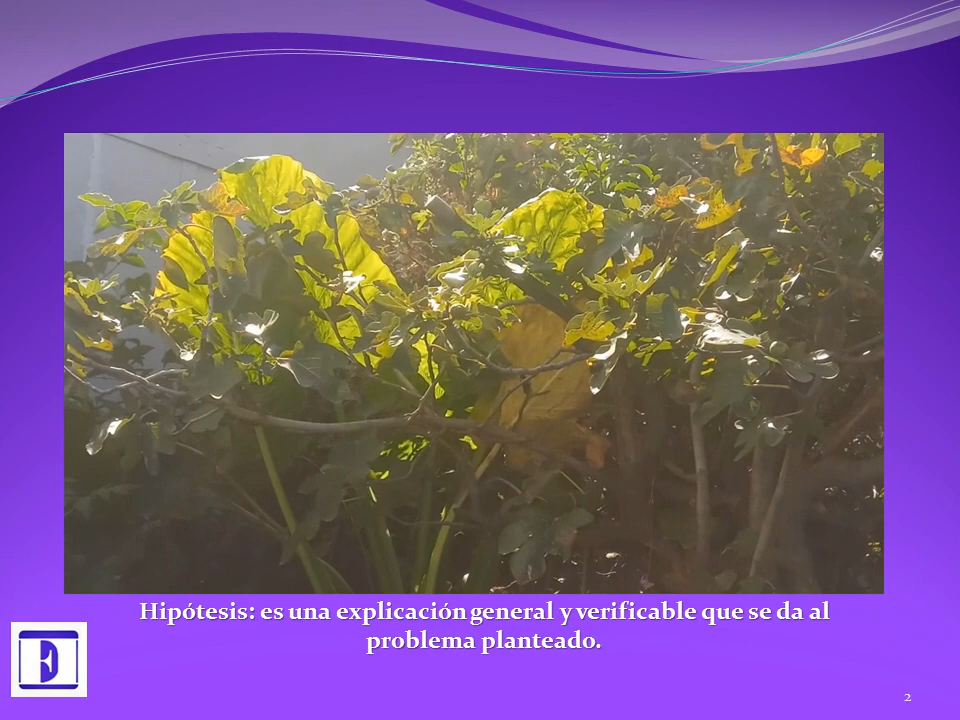 Hipótesis: es una explicación general y verificable que se da al
problema planteado.
2